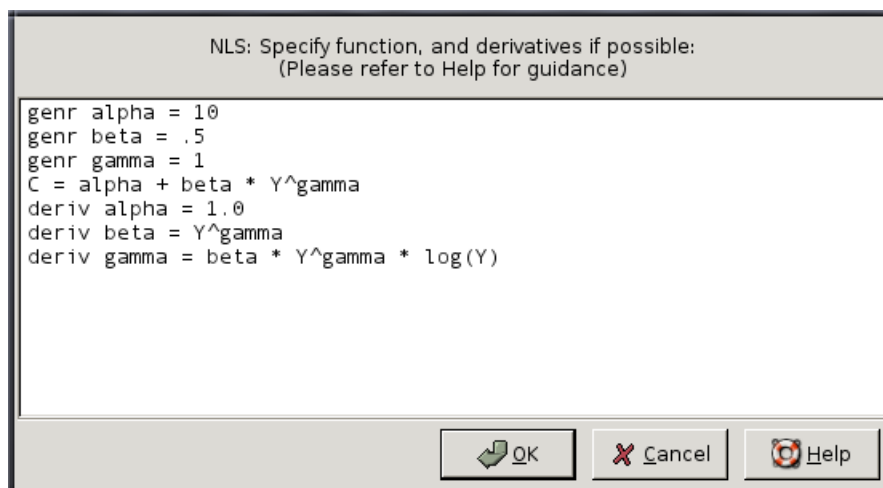 NLS: Specify function, and derivatives if possible:
(Please refer to Help for guidance)
genr alpha = 10
genr beta = .5
genr gamma = 1
C = alpha + beta * Y^gamma
deriv alpha = 1.0
deriv beta = Y^gamma
deriv gamma = beta * Y^gamma * log(Y)
OK
Cancel
Help